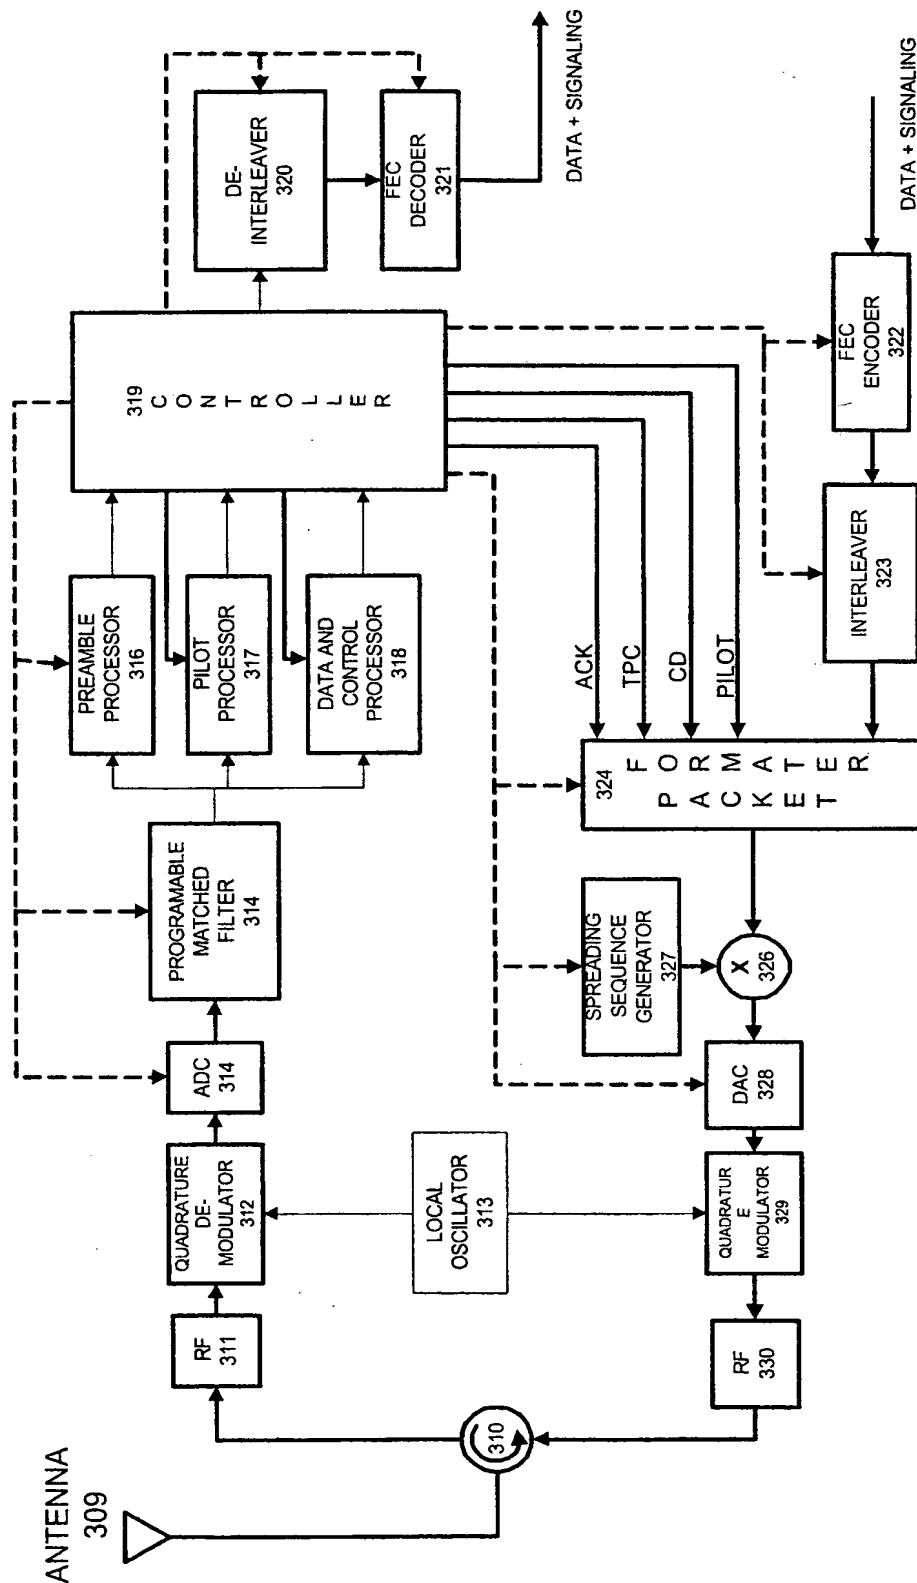 ANTENNA
309
310
RF
311
QUADRATURE
DE-
MODULATOR
312
ADC
314
PROGRAMABLE
MATCHED
FILTER
314
PREAMBLE
PROCESSOR
316
PILOT
PROCESSOR
317
DATA AND
CONTROL
PROCESSOR
318
319
CONTROLLER
DE-
INTERLEAVER
320
FEC
DECODER
321
DATA + SIGNALING
LOCAL
OSCILLATOR
313
ACK
TPC
CD
PILOT
RF
330
QUADRATUR
E
MODULATOR
329
DAC
328
SPREADING
SEQUENCE
GENERATOR
327
X
326
324
PACKET
FORMATER
INTERLEAVER
323
FEC
ENCODER
322
DATA + SIGNALING